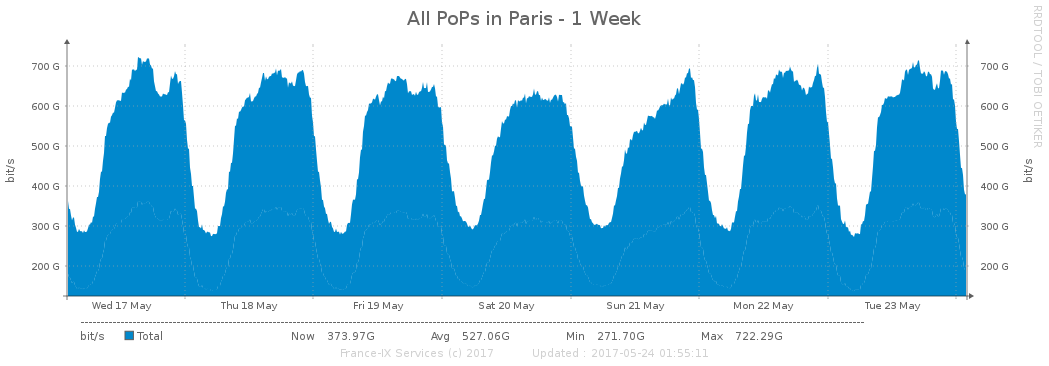 All PoPs in Paris - 1 Week
RRDTOOL / TOBI OETIKER
bit/s
700 G
600 G
500 G
400 G
300 G
200 G
700 G
600 G
500 G
400 G
300 G
200 G
bit/s
Wed 17 May Thu 18 May Fri 19 May Sat 20 May Sun 21 May Mon 22 May Tue 23 May
bit/s Total Now 373.97G Avg 527.06G Min 271.70G Max 722.29G
France-IX Services (c) 2017 Updated : 2017-05-24 01:55:11